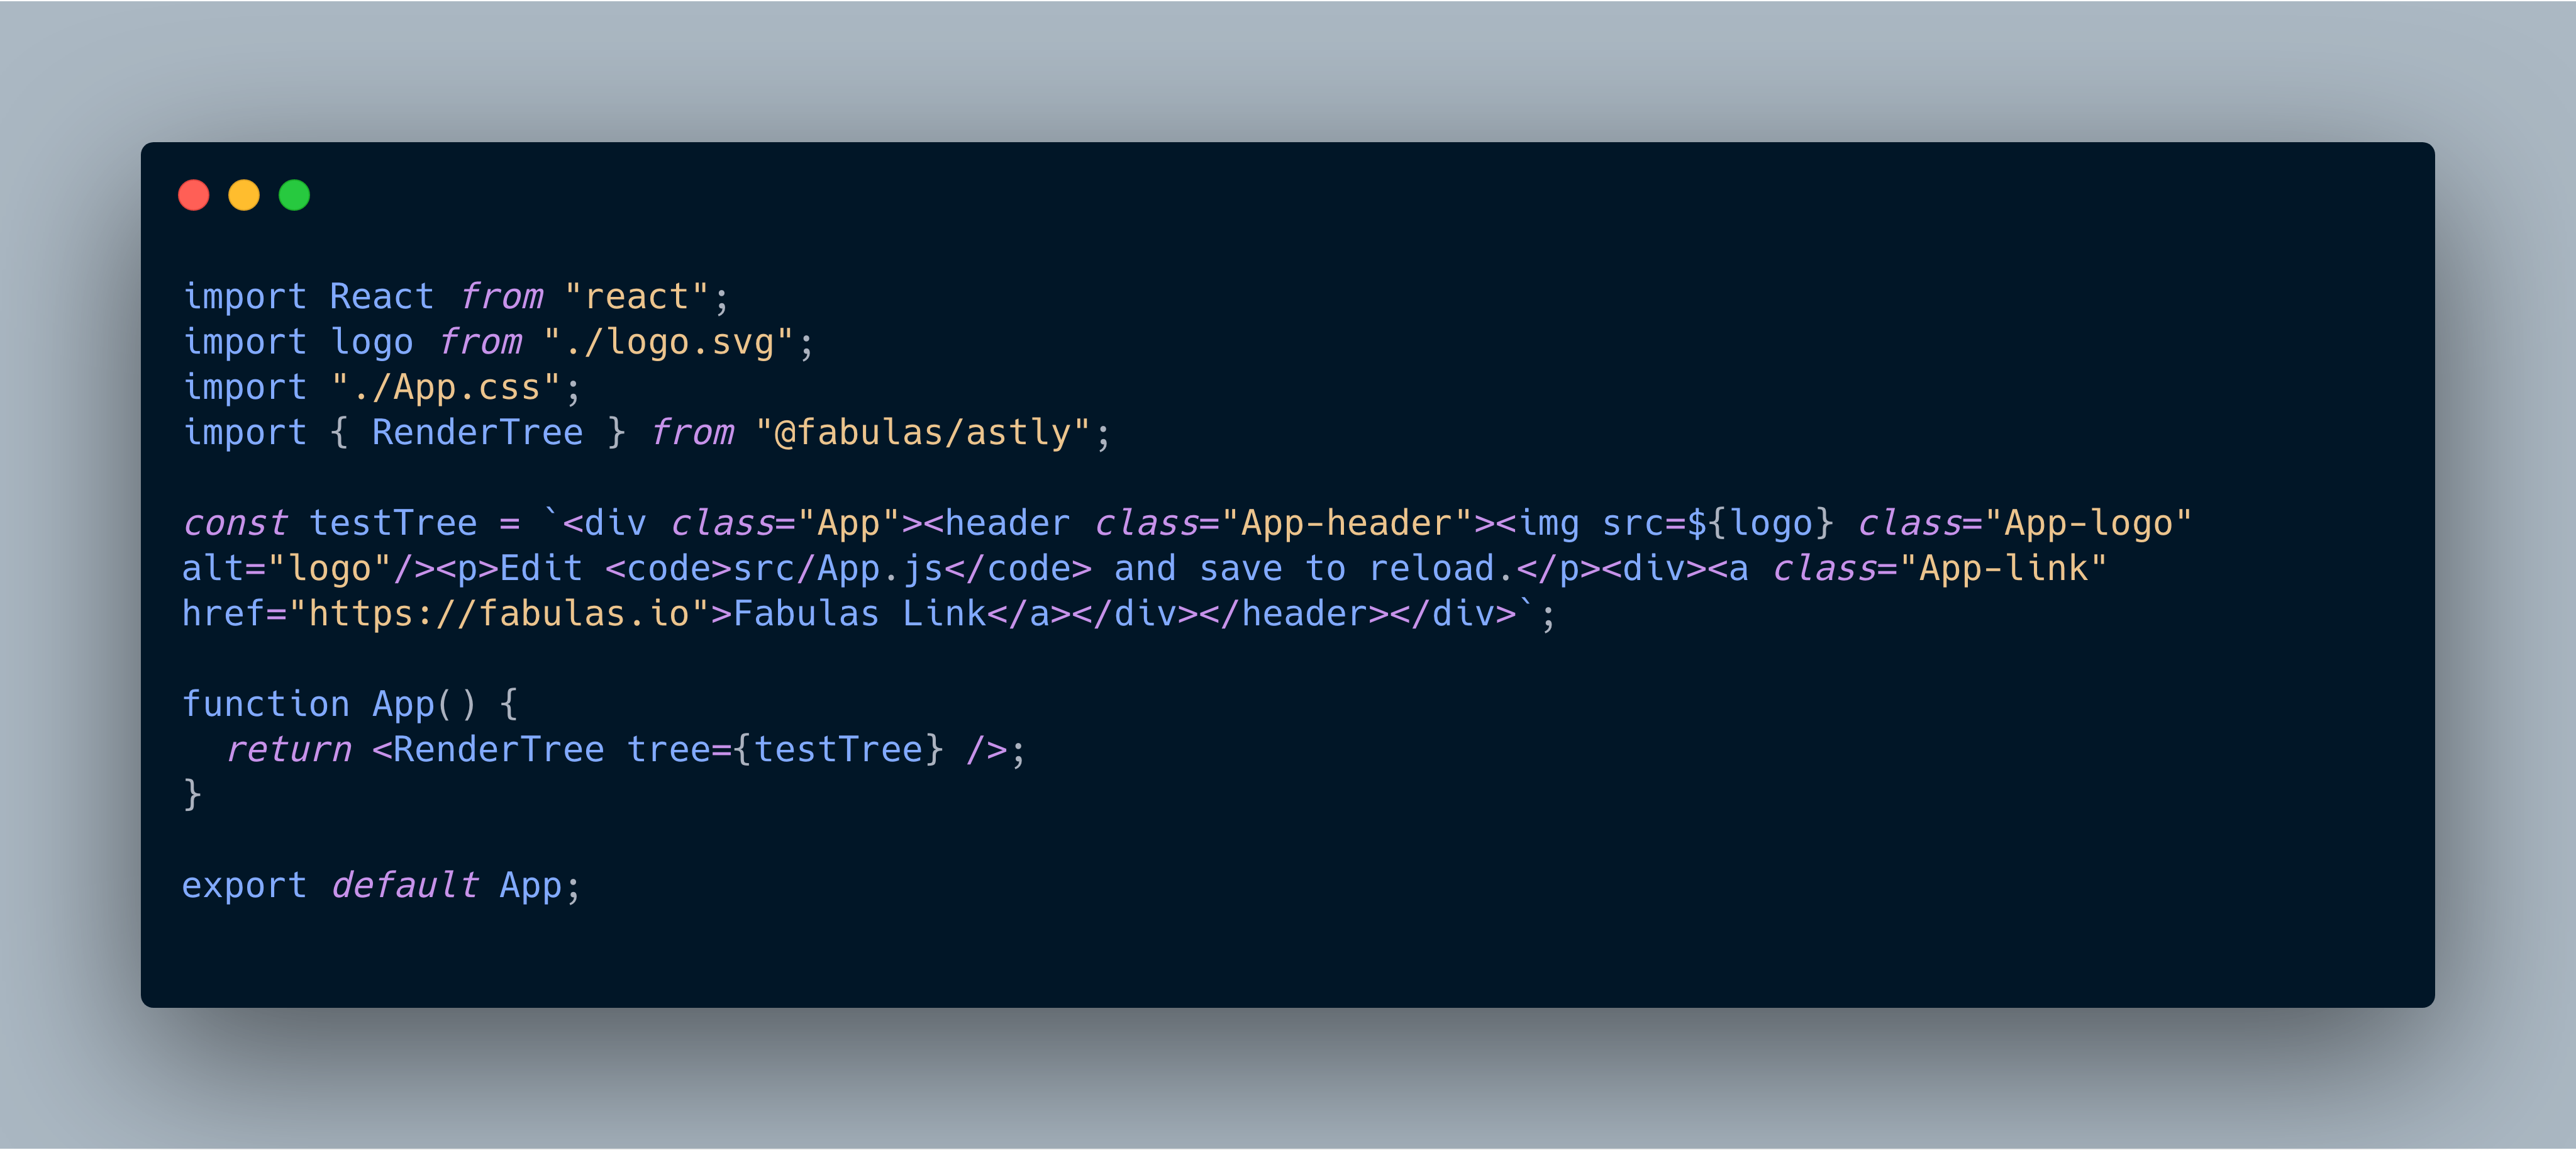 import React from "react";
import logo from "./logo.svg";
import "./App.css";
import { RenderTree } from "@fabulas/astly";

const testTree = `<div class="App"><header class="App-header"><img src=${logo} class="App-logo"
alt="logo"/><p>Edit <code>src/App.js</code> and save to reload.</p><div><a class="App-link"
href="https://fabulas.io">Fabulas Link</a></div></header></div>`;

function App() {
  return <RenderTree tree={testTree} />;
}

export default App;